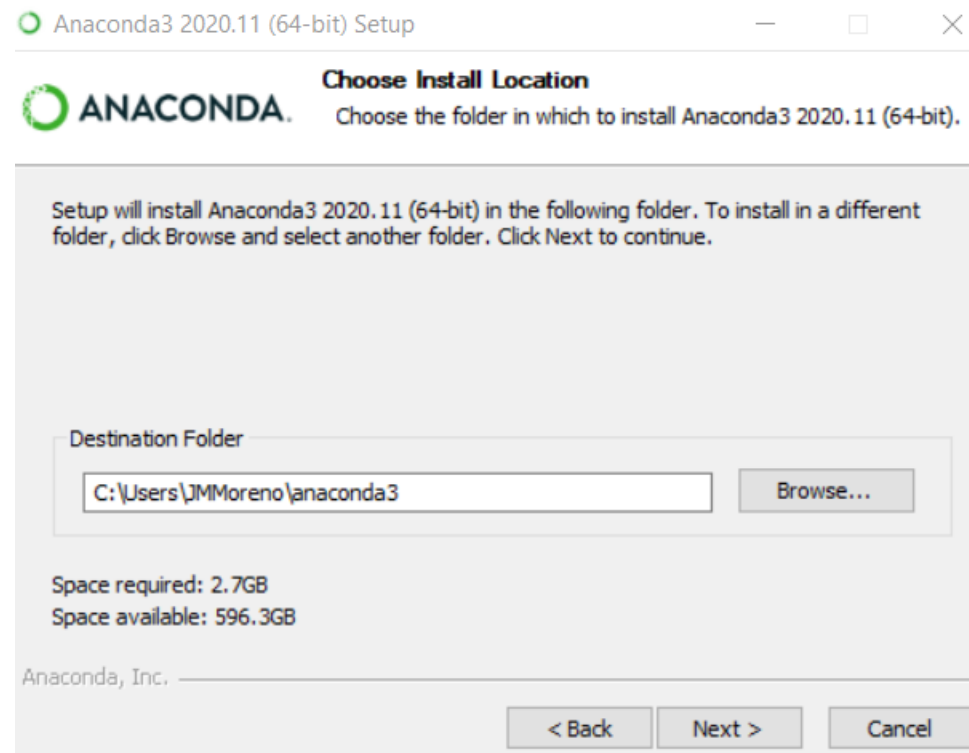 Anaconda3 2020.11 (64-bit) Setup
Choose Install Location
ANACONDA.
Choose the folder in which to install Anaconda3 2020.11 (64-bit).
Setup will install Anaconda3 2020.11 (64-bit) in the following folder. To install in a different
folder, click Browse and select another folder. Click Next to continue.
Destination Folder
C:\Users\JMMoreno\anaconda3
Browse...
Space required: 2.7GB
Space available: 596.3GB
Anaconda, Inc.
< Back
Next >
Cancel